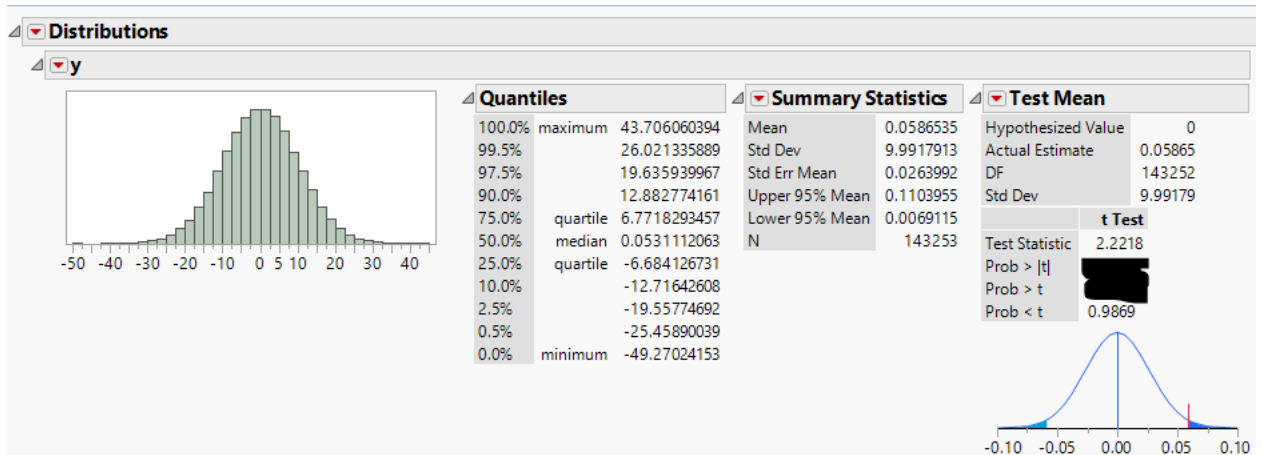 Distributions
y
-50 -40 -30 -20 -10 0 5 10 20 30 40
Quantiles
100.0% maximum 43.706060394
99.5% 26.021335889
97.5% 19.635939967
90.0% 12.882774161
75.0% quartile 6.7718293457
50.0% median 0.0531112063
25.0% quartile -6.684126731
10.0% -12.71642608
2.5% -19.55774692
0.5% -25.45890039
0.0% minimum -49.27024153
Summary Statistics
Mean 0.0586535
Std Dev 9.9917913
Std Err Mean 0.0263992
Upper 95% Mean 0.1103955
Lower 95% Mean 0.0069115
N 143253
Test Mean
Hypothesized Value 0
Actual Estimate 0.05865
DF 143252
Std Dev 9.99179
t Test
Test Statistic 2.2218
Prob > |t|
Prob > t
Prob < t 0.9869
-0.10 -0.05 0.00 0.05 0.10